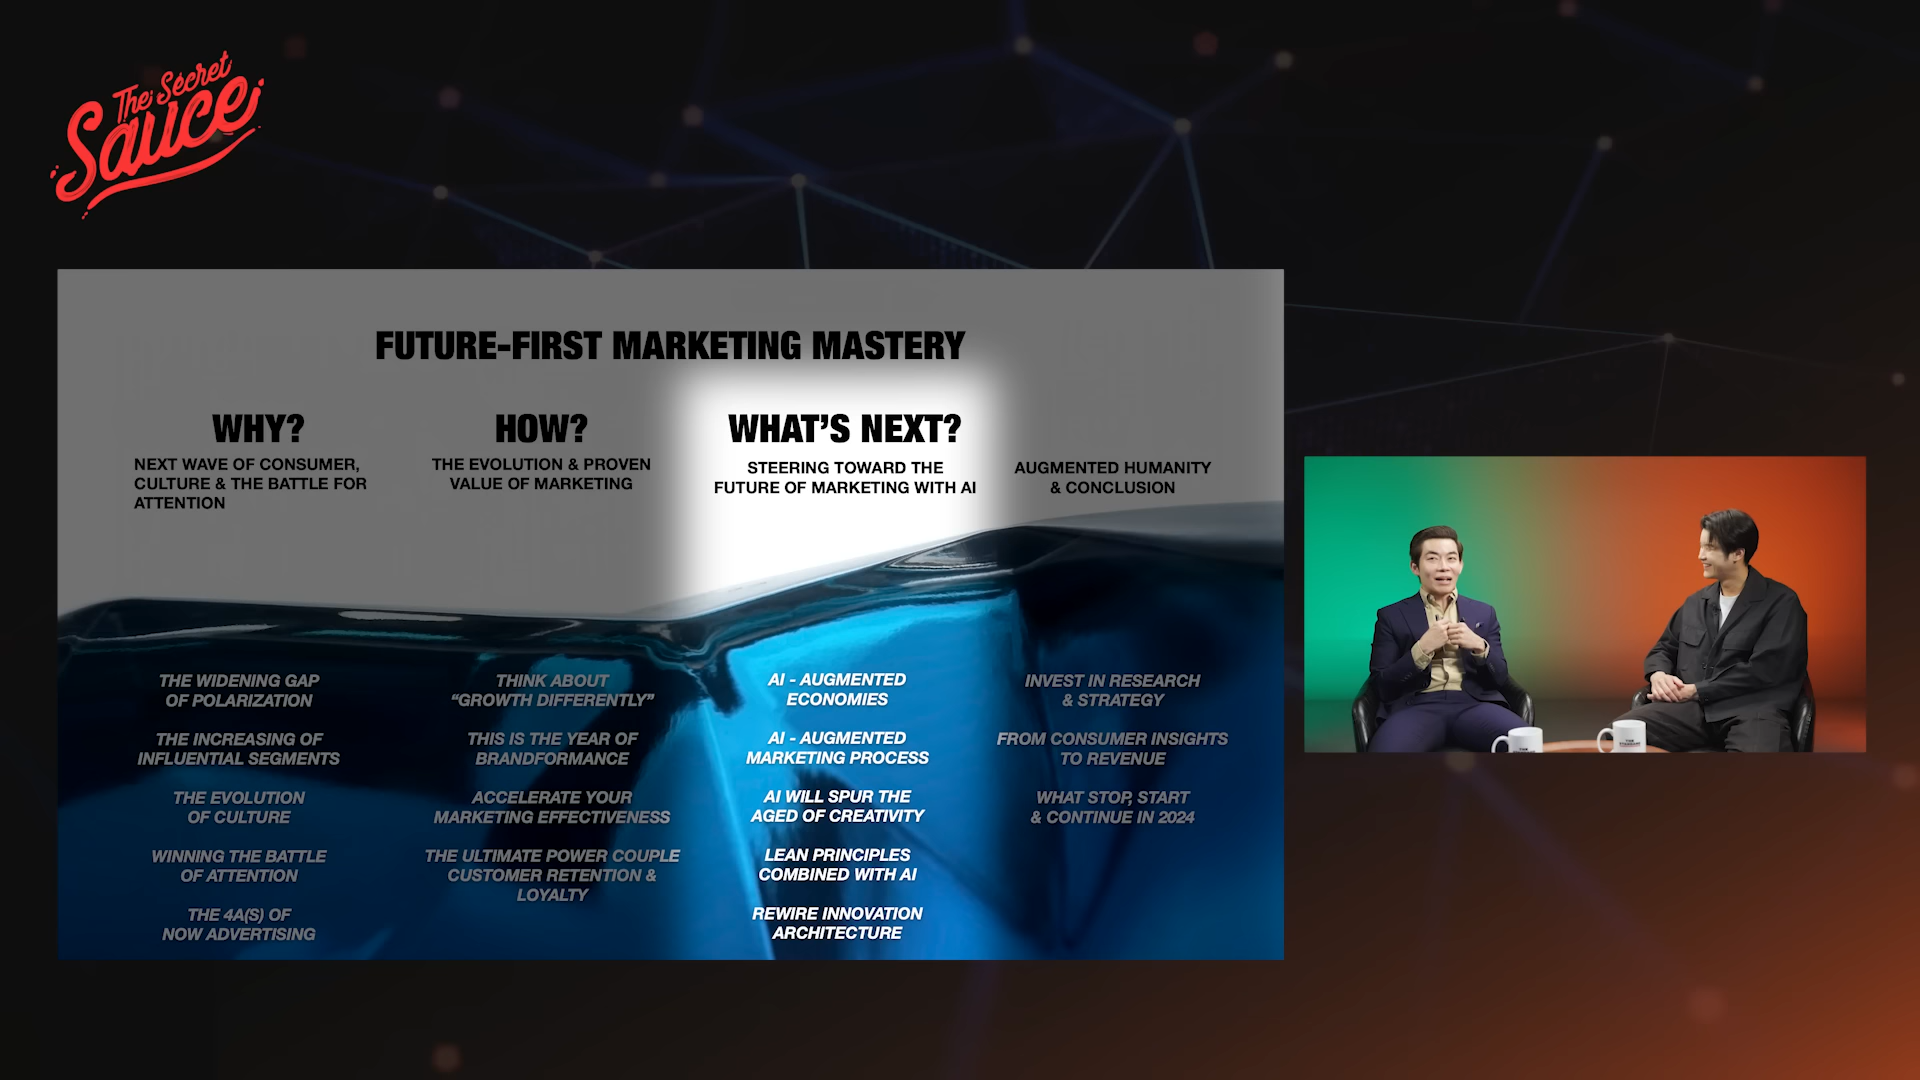 The Secret
Sauce
FUTURE-FIRST MARKETING MASTERY
WHY?
NEXT WAVE OF CONSUMER,
CULTURE & THE BATTLE FOR
ATTENTION
HOW?
THE EVOLUTION & PROVEN
VALUE OF MARKETING
WHAT'S NEXT?
STEERING TOWARD THE
FUTURE OF MARKETING WITH AI
AUGMENTED HUMANITY
& CONCLUSION
THE WIDENING GAP
OF POLARIZATION
THE INCREASING OF
INFLUENTIAL SEGMENTS
THE EVOLUTION
OF CULTURE
WINNING THE BATTLE
OF ATTENTION
THE 4A(S) OF
NOW ADVERTISING
THINK ABOUT
“GROWTH DIFFERENTLY”
THIS IS THE YEAR OF
BRANDFORMANCE
ACCELERATE YOUR
MARKETING EFFECTIVENESS
THE ULTIMATE POWER COUPLE
CUSTOMER RETENTION &
LOYALTY
AI - AUGMENTED
ECONOMIES
AI - AUGMENTED
MARKETING PROCESS
AI WILL SPUR THE
AGED OF CREATIVITY
LEAN PRINCIPLES
COMBINED WITH AI
REWIRE INNOVATION
ARCHITECTURE
INVEST IN RESEARCH
& STRATEGY
FROM CONSUMER INSIGHTS
TO REVENUE
WHAT STOP, START
& CONTINUE IN 2024